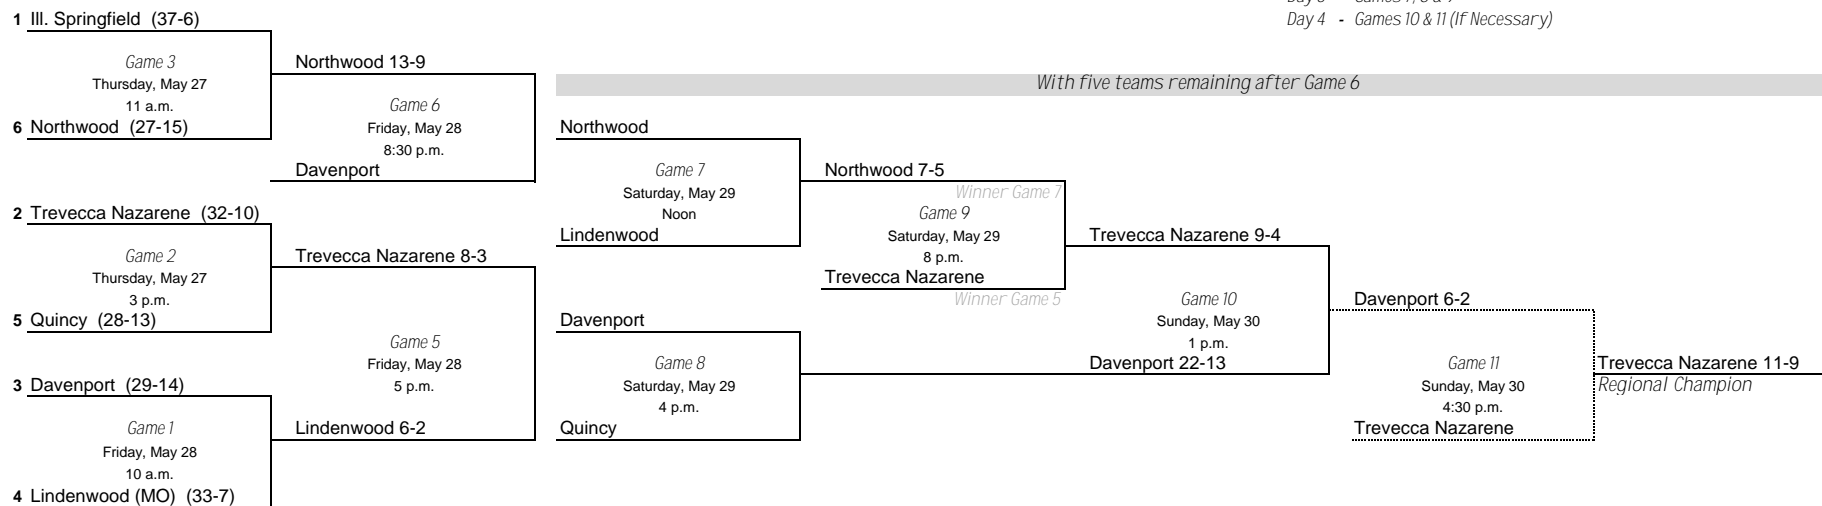 Day 4 - Games 10 & 11 (If Necessary)
1 Ill. Springfield (37-6)
Game 3
Thursday, May 27
11 a.m.
6 Northwood (27-15)
Northwood 13-9
Game 6
Friday, May 28
8:30 p.m.
Davenport
2 Trevecca Nazarene (32-10)
Game 2
Thursday, May 27
3 p.m.
5 Quincy (28-13)
Trevecca Nazarene 8-3
Game 5
Friday, May 28
5 p.m.
Lindenwood 6-2
3 Davenport (29-14)
Game 1
Friday, May 28
10 a.m.
4 Lindenwood (MO) (33-7)
With five teams remaining after Game 6
Northwood
Game 7
Saturday, May 29
Noon
Lindenwood
Northwood 7-5
Winner Game 7
Game 9
Saturday, May 29
8 p.m.
Trevecca Nazarene
Winner Game 5
Davenport
Game 8
Saturday, May 29
4 p.m.
Quincy
Trevecca Nazarene 9-4
Game 10
Sunday, May 30
1 p.m.
Davenport 22-13
Davenport 6-2
Game 11
Sunday, May 30
4:30 p.m.
Trevecca Nazarene
Trevecca Nazarene 11-9
Regional Champion